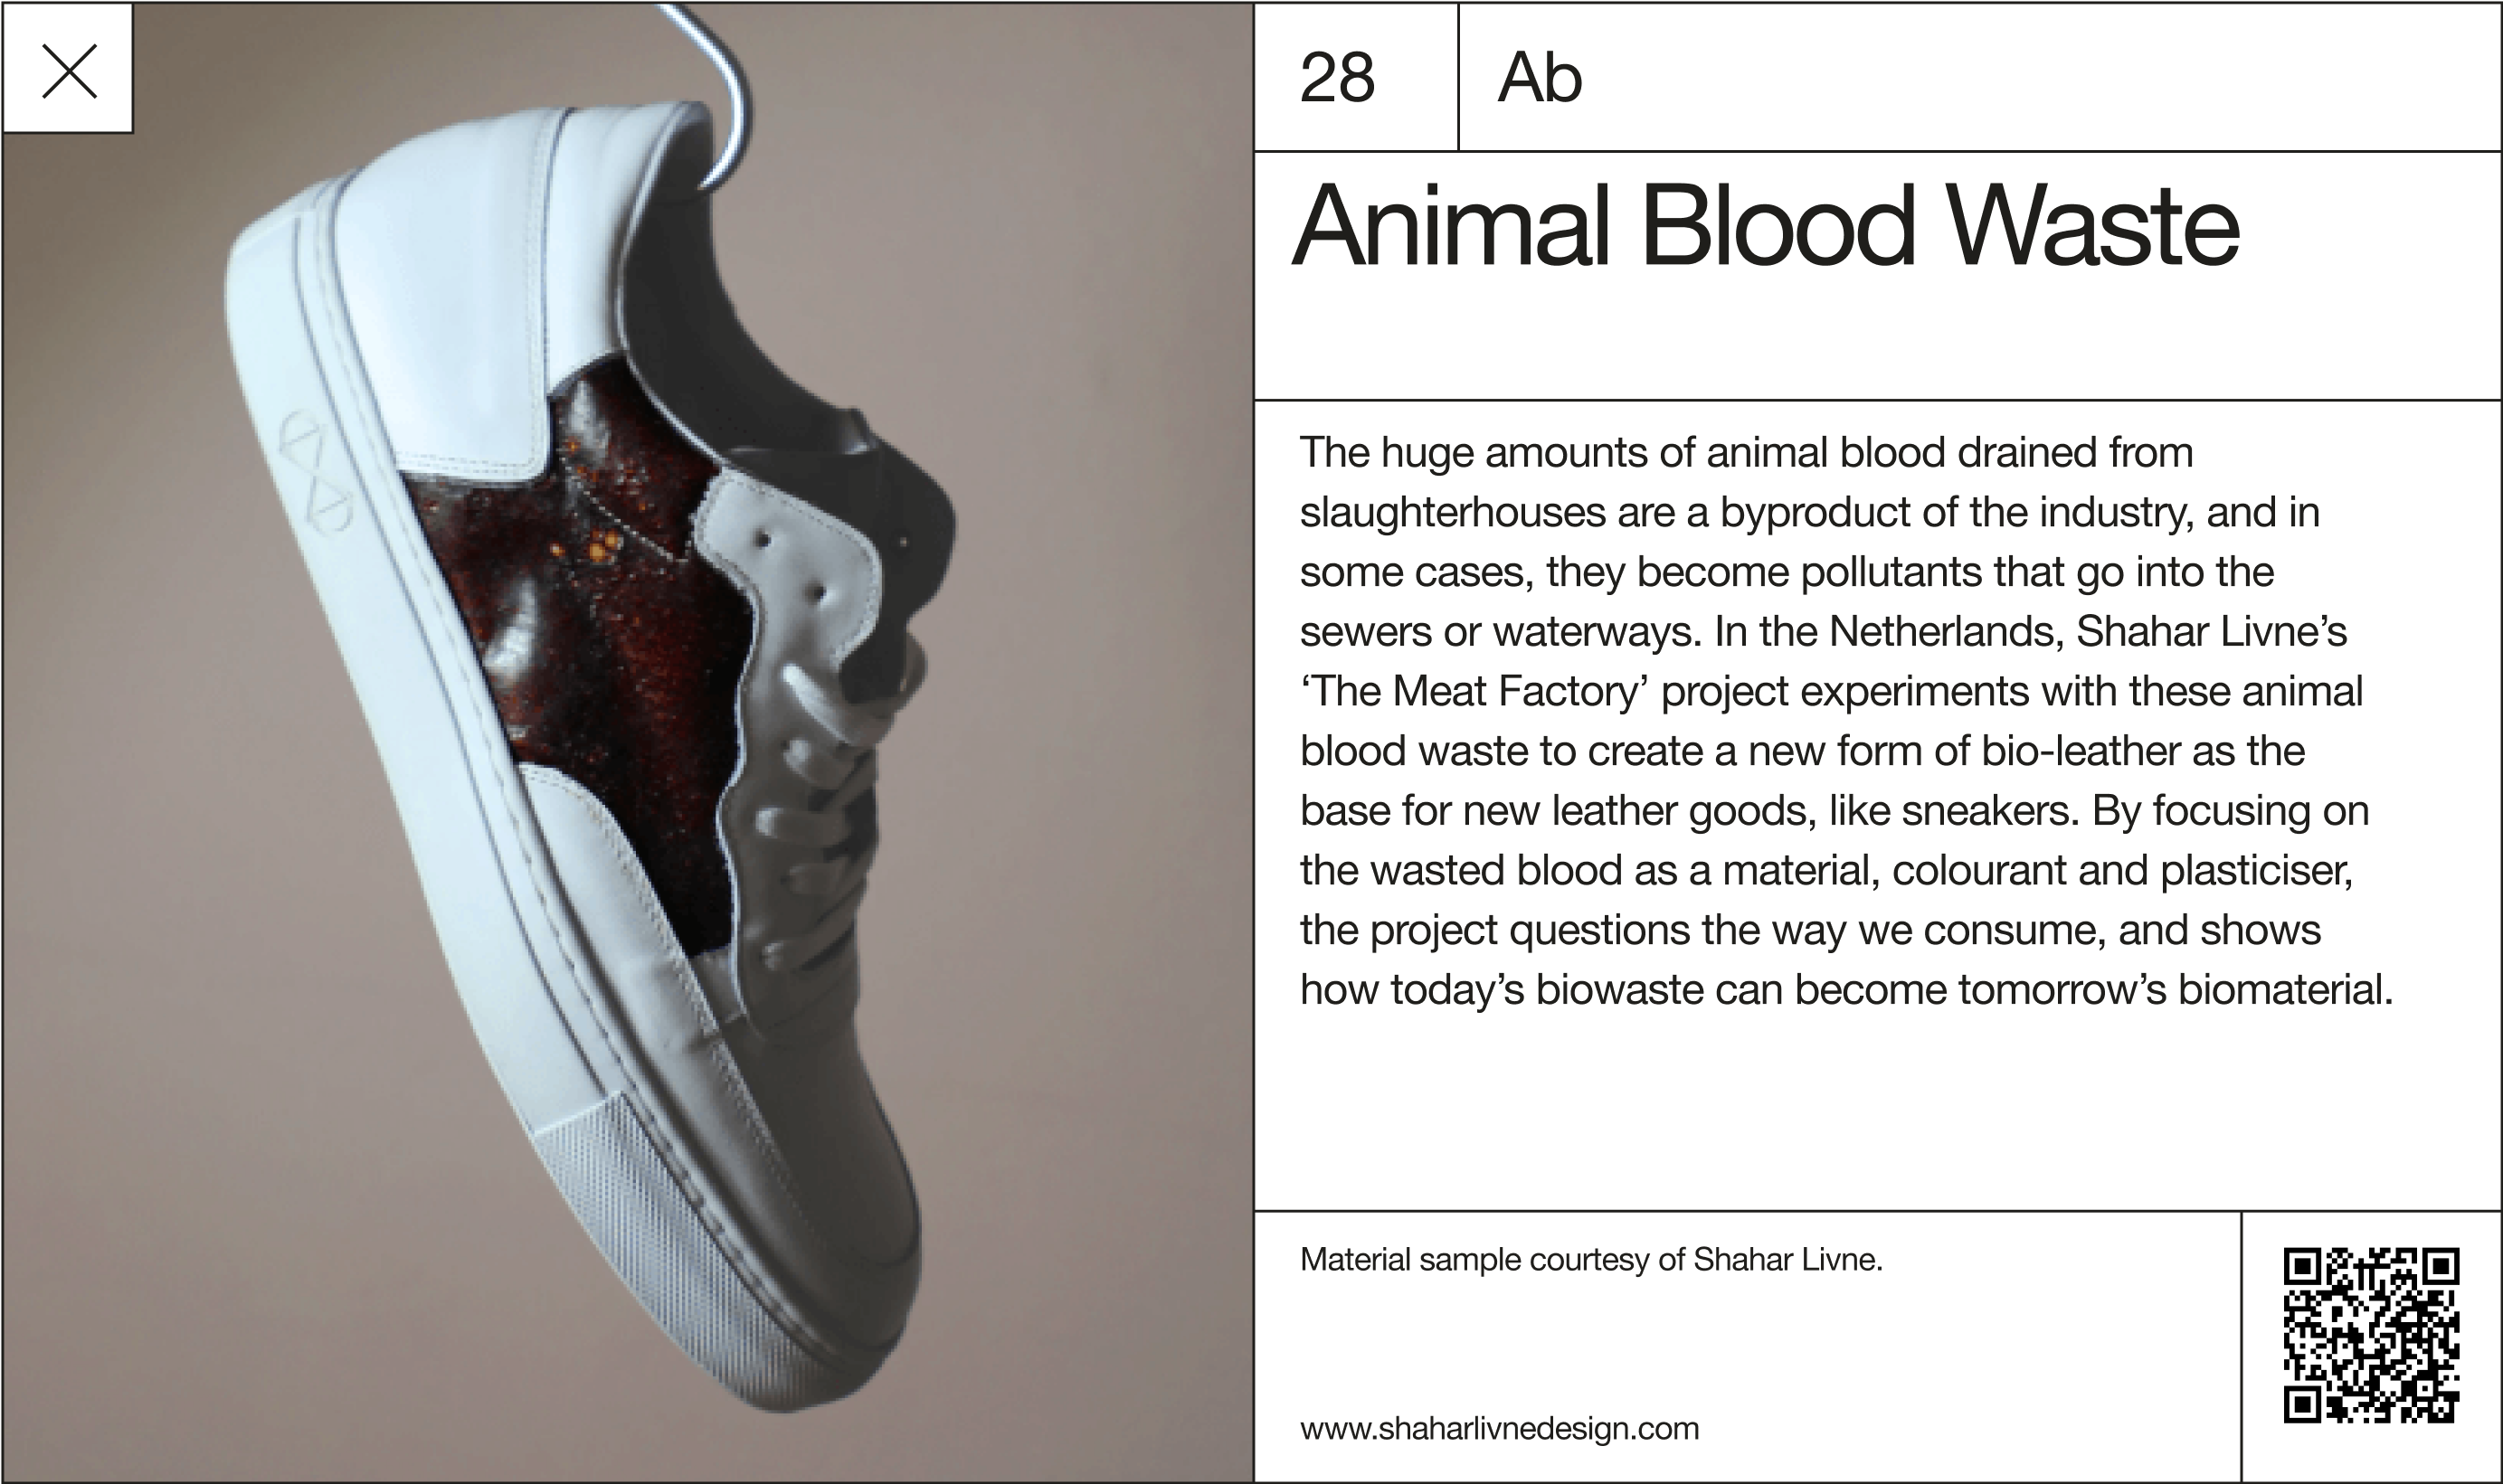 28
Ab
Animal Blood Waste
The huge amounts of animal blood drained from
slaughterhouses are a byproduct of the industry, and in
some cases, they become pollutants that go into the
sewers or waterways. In the Netherlands, Shahar Livne’s
‘The Meat Factory’ project experiments with these animal
blood waste to create a new form of bio-leather as the
base for new leather goods, like sneakers. By focusing on
the wasted blood as a material, colourant and plasticiser,
the project questions the way we consume, and shows
how today’s biowaste can become tomorrow’s biomaterial.
Material sample courtesy of Shahar Livne.
www.shaharlivnedesign.com